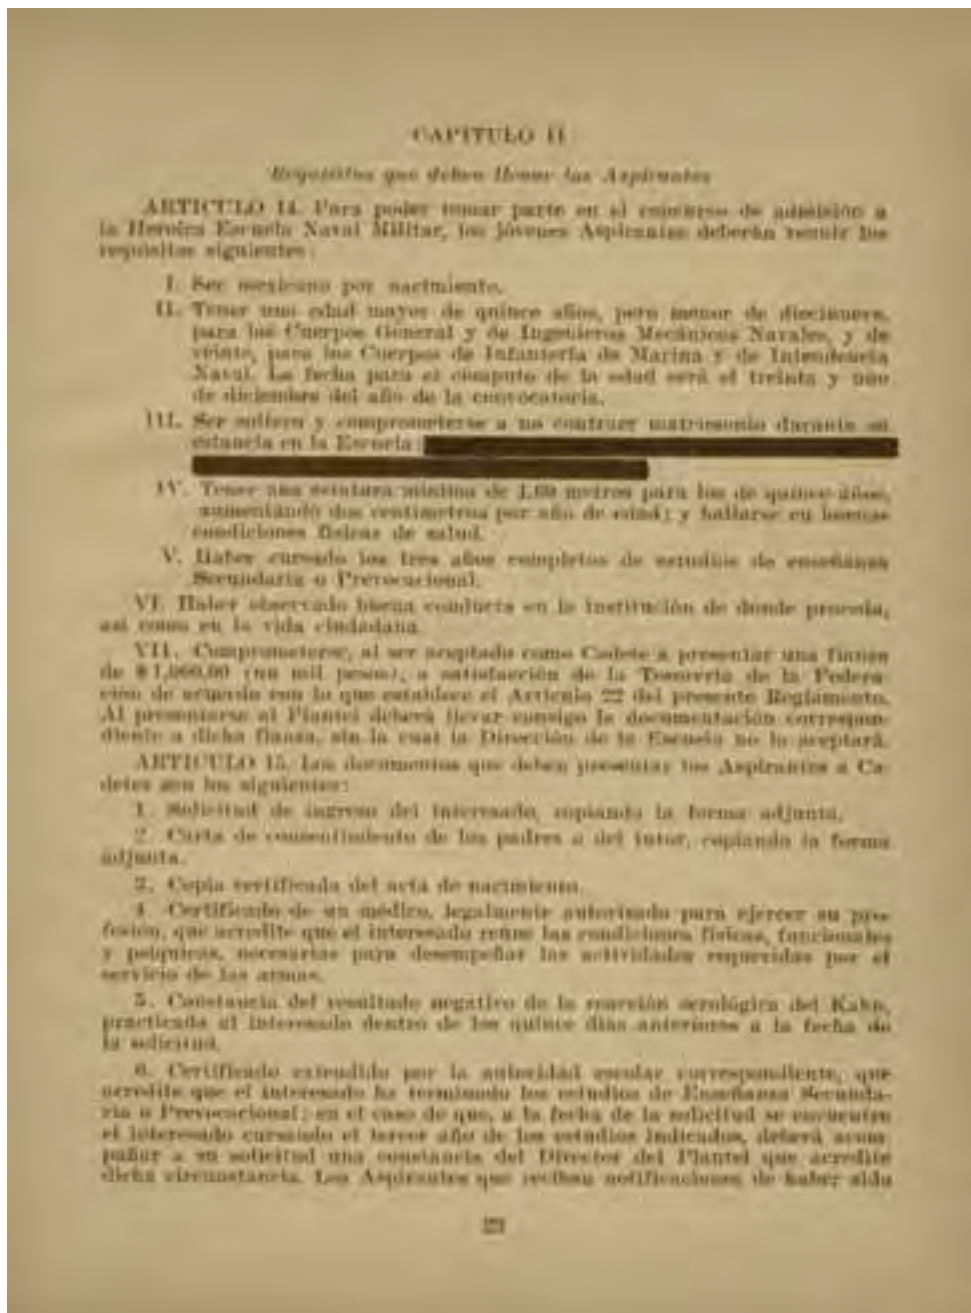 CAPITULO II
Requisitos que deben llenar los Aspirantes
ARTICULO 14. Para poder tomar parte en el concurso de admisión a
la Heroica Escuela Naval Militar, los jóvenes Aspirantes deberán reunir los
requisitos siguientes:
I. Ser mexicano por nacimiento.
II. Tener una edad mayor de quince años, pero menor de diecinueve,
para los Cuerpos General y de Ingenieros Mecánicos Navales, y de
veinte, para los Cuerpos de Infantería de Marina y de Intendencia
Naval. La fecha para el cómputo de la edad será el treinta y uno
de diciembre del año de la convocatoria.
III. Ser soltero y comprometerse a no contraer matrimonio durante su
estancia en la Escuela
IV. Tener una estatura mínima de 1.60 metros para los de quince años,
aumentando dos centímetros por año de edad; y hallarse en buenas
condiciones físicas de salud.
V. Haber cursado los tres años completos de estudios de enseñanza
Secundaria o Prevocacional.
VI. Haber observado buena conducta en la Institución de donde proceda,
así como en la vida ciudadana.
VII. Comprometerse, al ser aceptado como Cadete a presentar una fianza
de $1,000.00 (un mil pesos), a satisfacción de la Tesorería de la Federa-
ción de acuerdo con lo que establece el Artículo 22 del presente Reglamento.
Al presentarse al Plantel deberá llevar consigo la documentación correspon-
diente a dicha fianza, sin la cual la Dirección de la Escuela no lo aceptará.
ARTICULO 15. Los documentos que deben presentar los Aspirantes a Ca-
detes son los siguientes:
1. Solicitud de ingreso del interesado, copiando la forma adjunta.
2. Carta de consentimiento de los padres o del tutor, copiando la forma
adjunta.
3. Copia certificada del acta de nacimiento.
4. Certificado de un médico, legalmente autorizado para ejercer su pro-
fesión, que acredite que el interesado reúne las condiciones físicas, funcionales
y psíquicas, necesarias para desempeñar las actividades requeridas por el
servicio de las armas.
5. Constancia del resultado negativo de la reacción serológica del Kahn,
practicada al interesado dentro de los quince días anteriores a la fecha de
la solicitud.
6. Certificado extendido por la autoridad escolar correspondiente, que
acredite que el interesado ha terminado los estudios de Enseñanza Secunda-
ria o Prevocacional; en el caso de que, a la fecha de la solicitud se encuentre
el interesado cursando el tercer año de los estudios indicados, deberá acom-
pañar a su solicitud una constancia del Director del Plantel que acredite
dicha circunstancia. Los Aspirantes que reciban notificaciones de haber sido